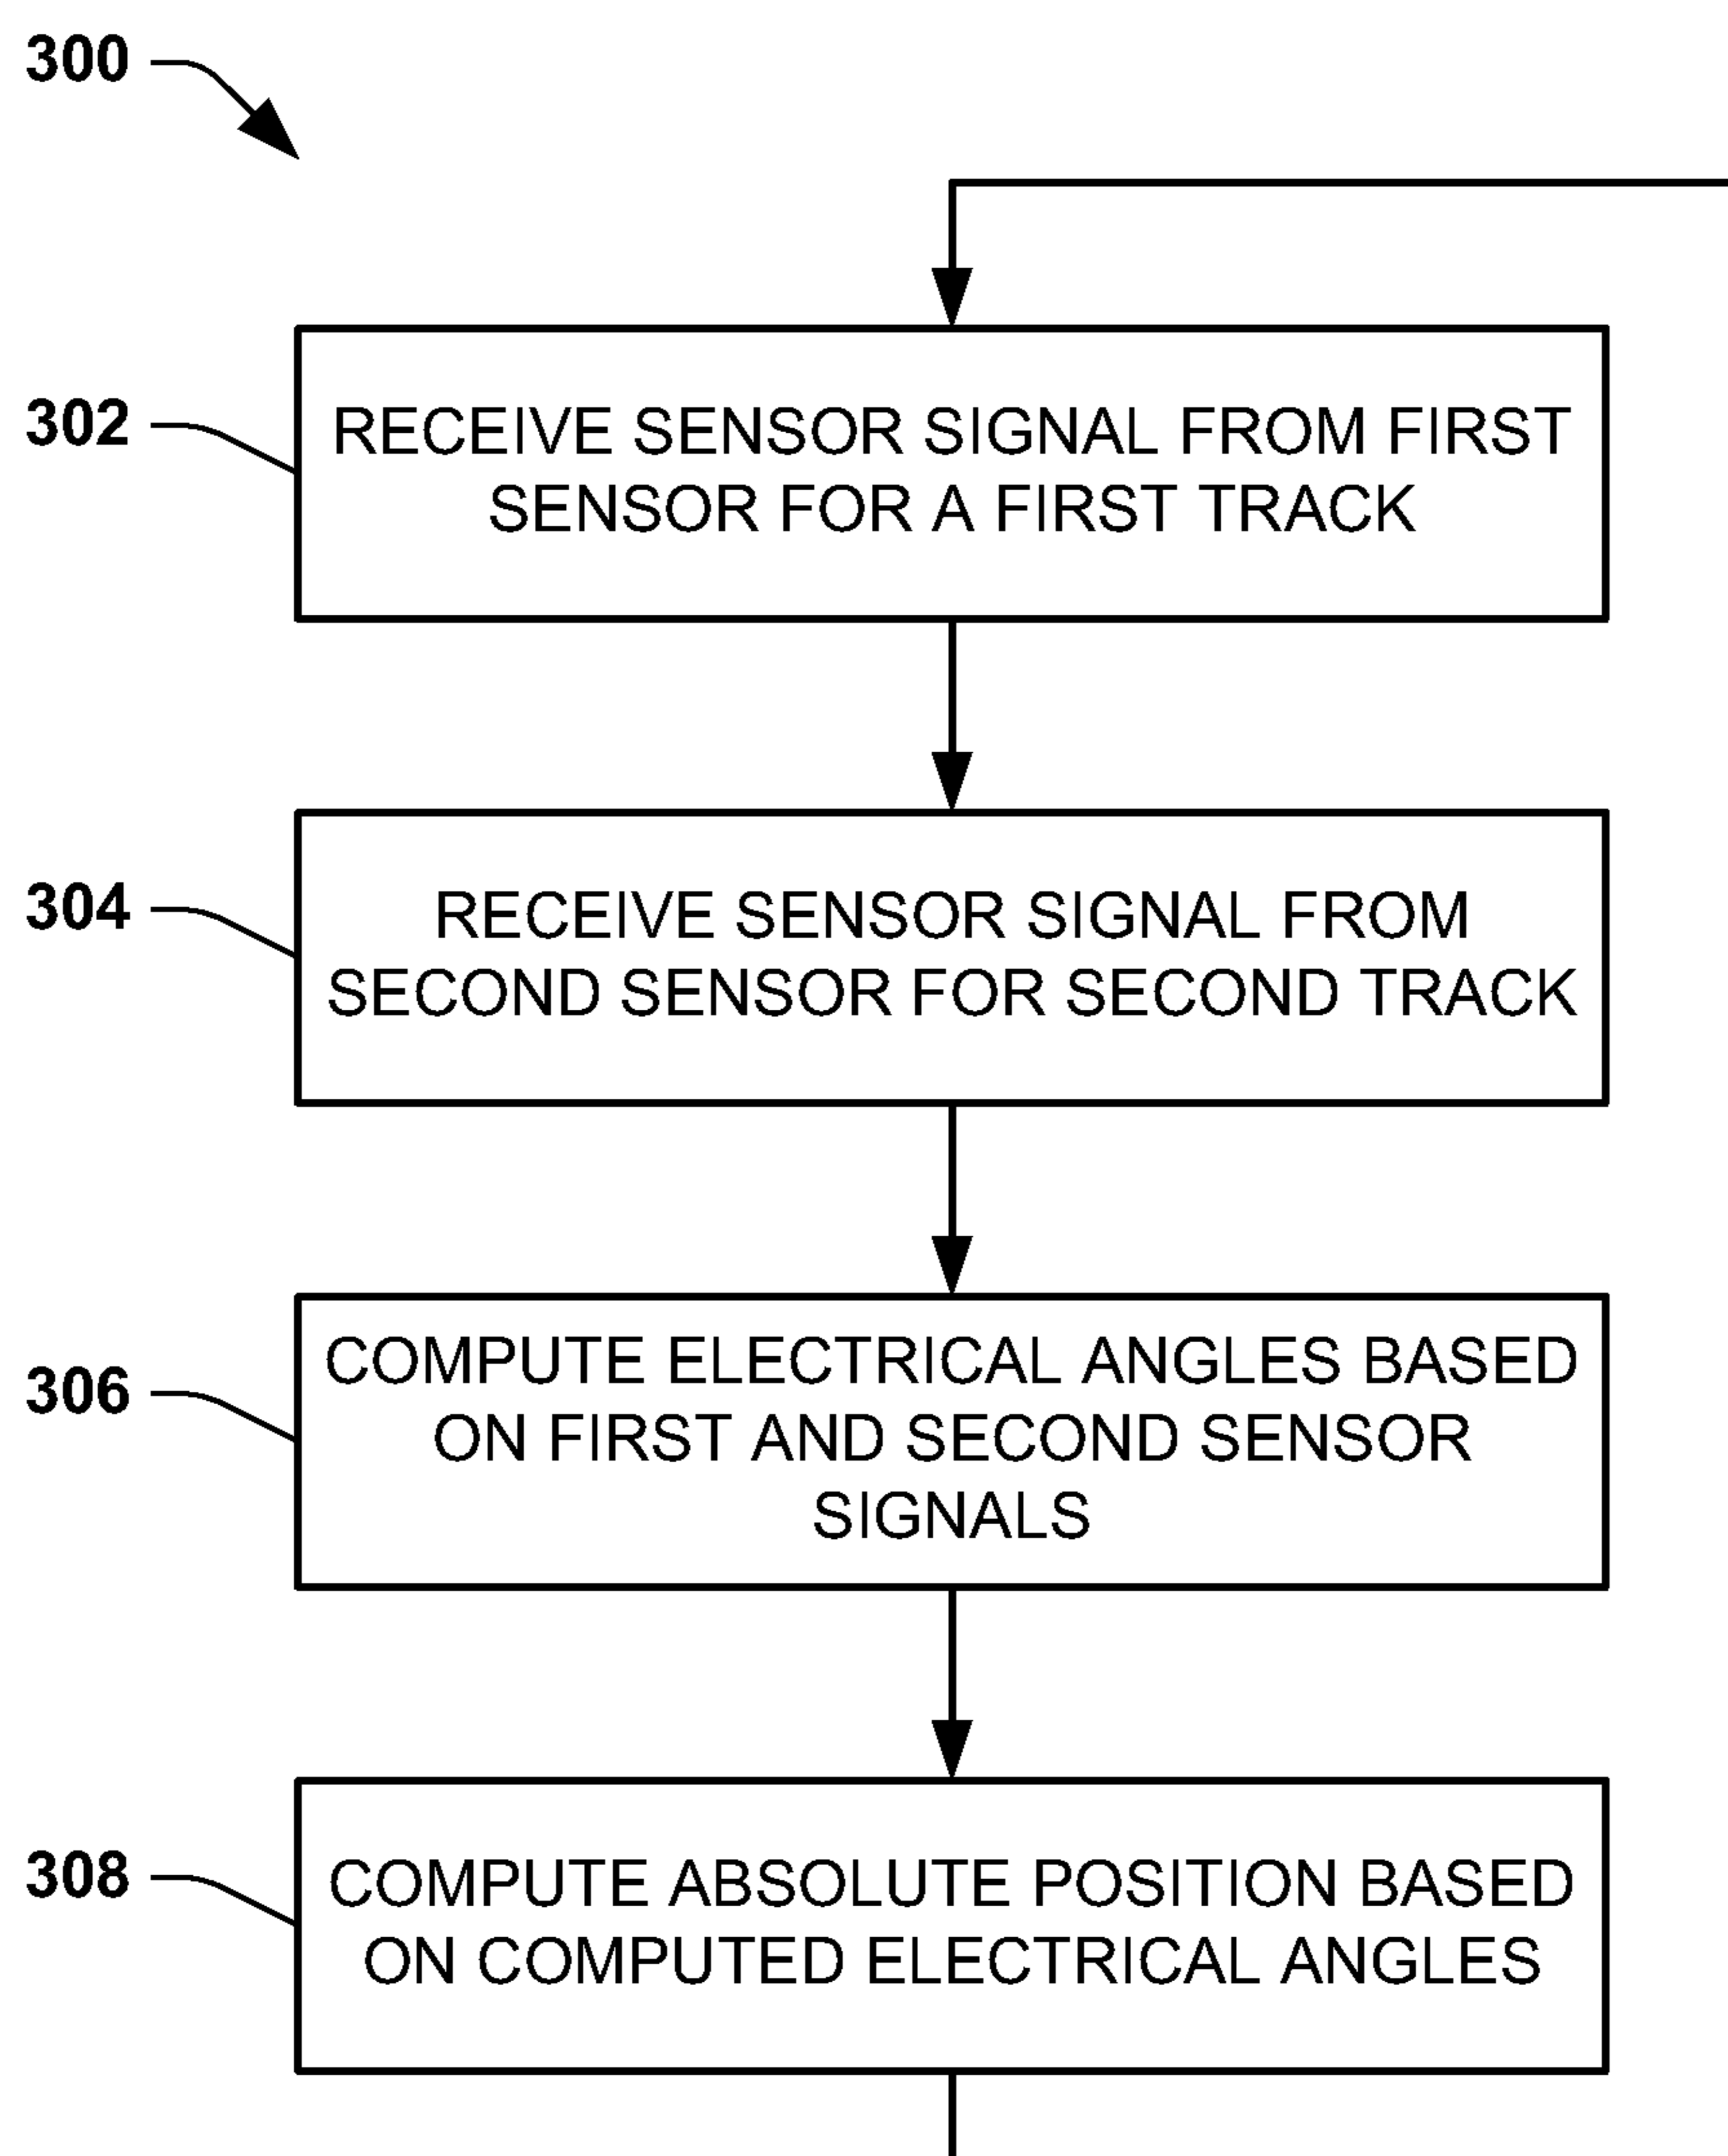 300
302
RECEIVE SENSOR SIGNAL FROM FIRST
SENSOR FOR A FIRST TRACK
304
RECEIVE SENSOR SIGNAL FROM
SECOND SENSOR FOR SECOND TRACK
306
COMPUTE ELECTRICAL ANGLES BASED
ON FIRST AND SECOND SENSOR
SIGNALS
308
COMPUTE ABSOLUTE POSITION BASED
ON COMPUTED ELECTRICAL ANGLES